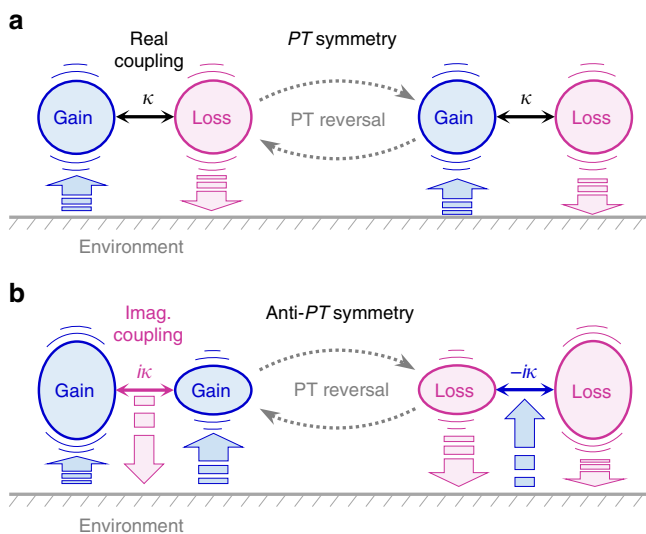 a
Real
coupling
PT symmetry
Gain
κ
Loss
PT reversal
Gain
κ
Loss
Environment
b
Imag.
coupling
Anti-PT symmetry
Gain
iκ
Gain
PT reversal
Loss
−iκ
Loss
Environment